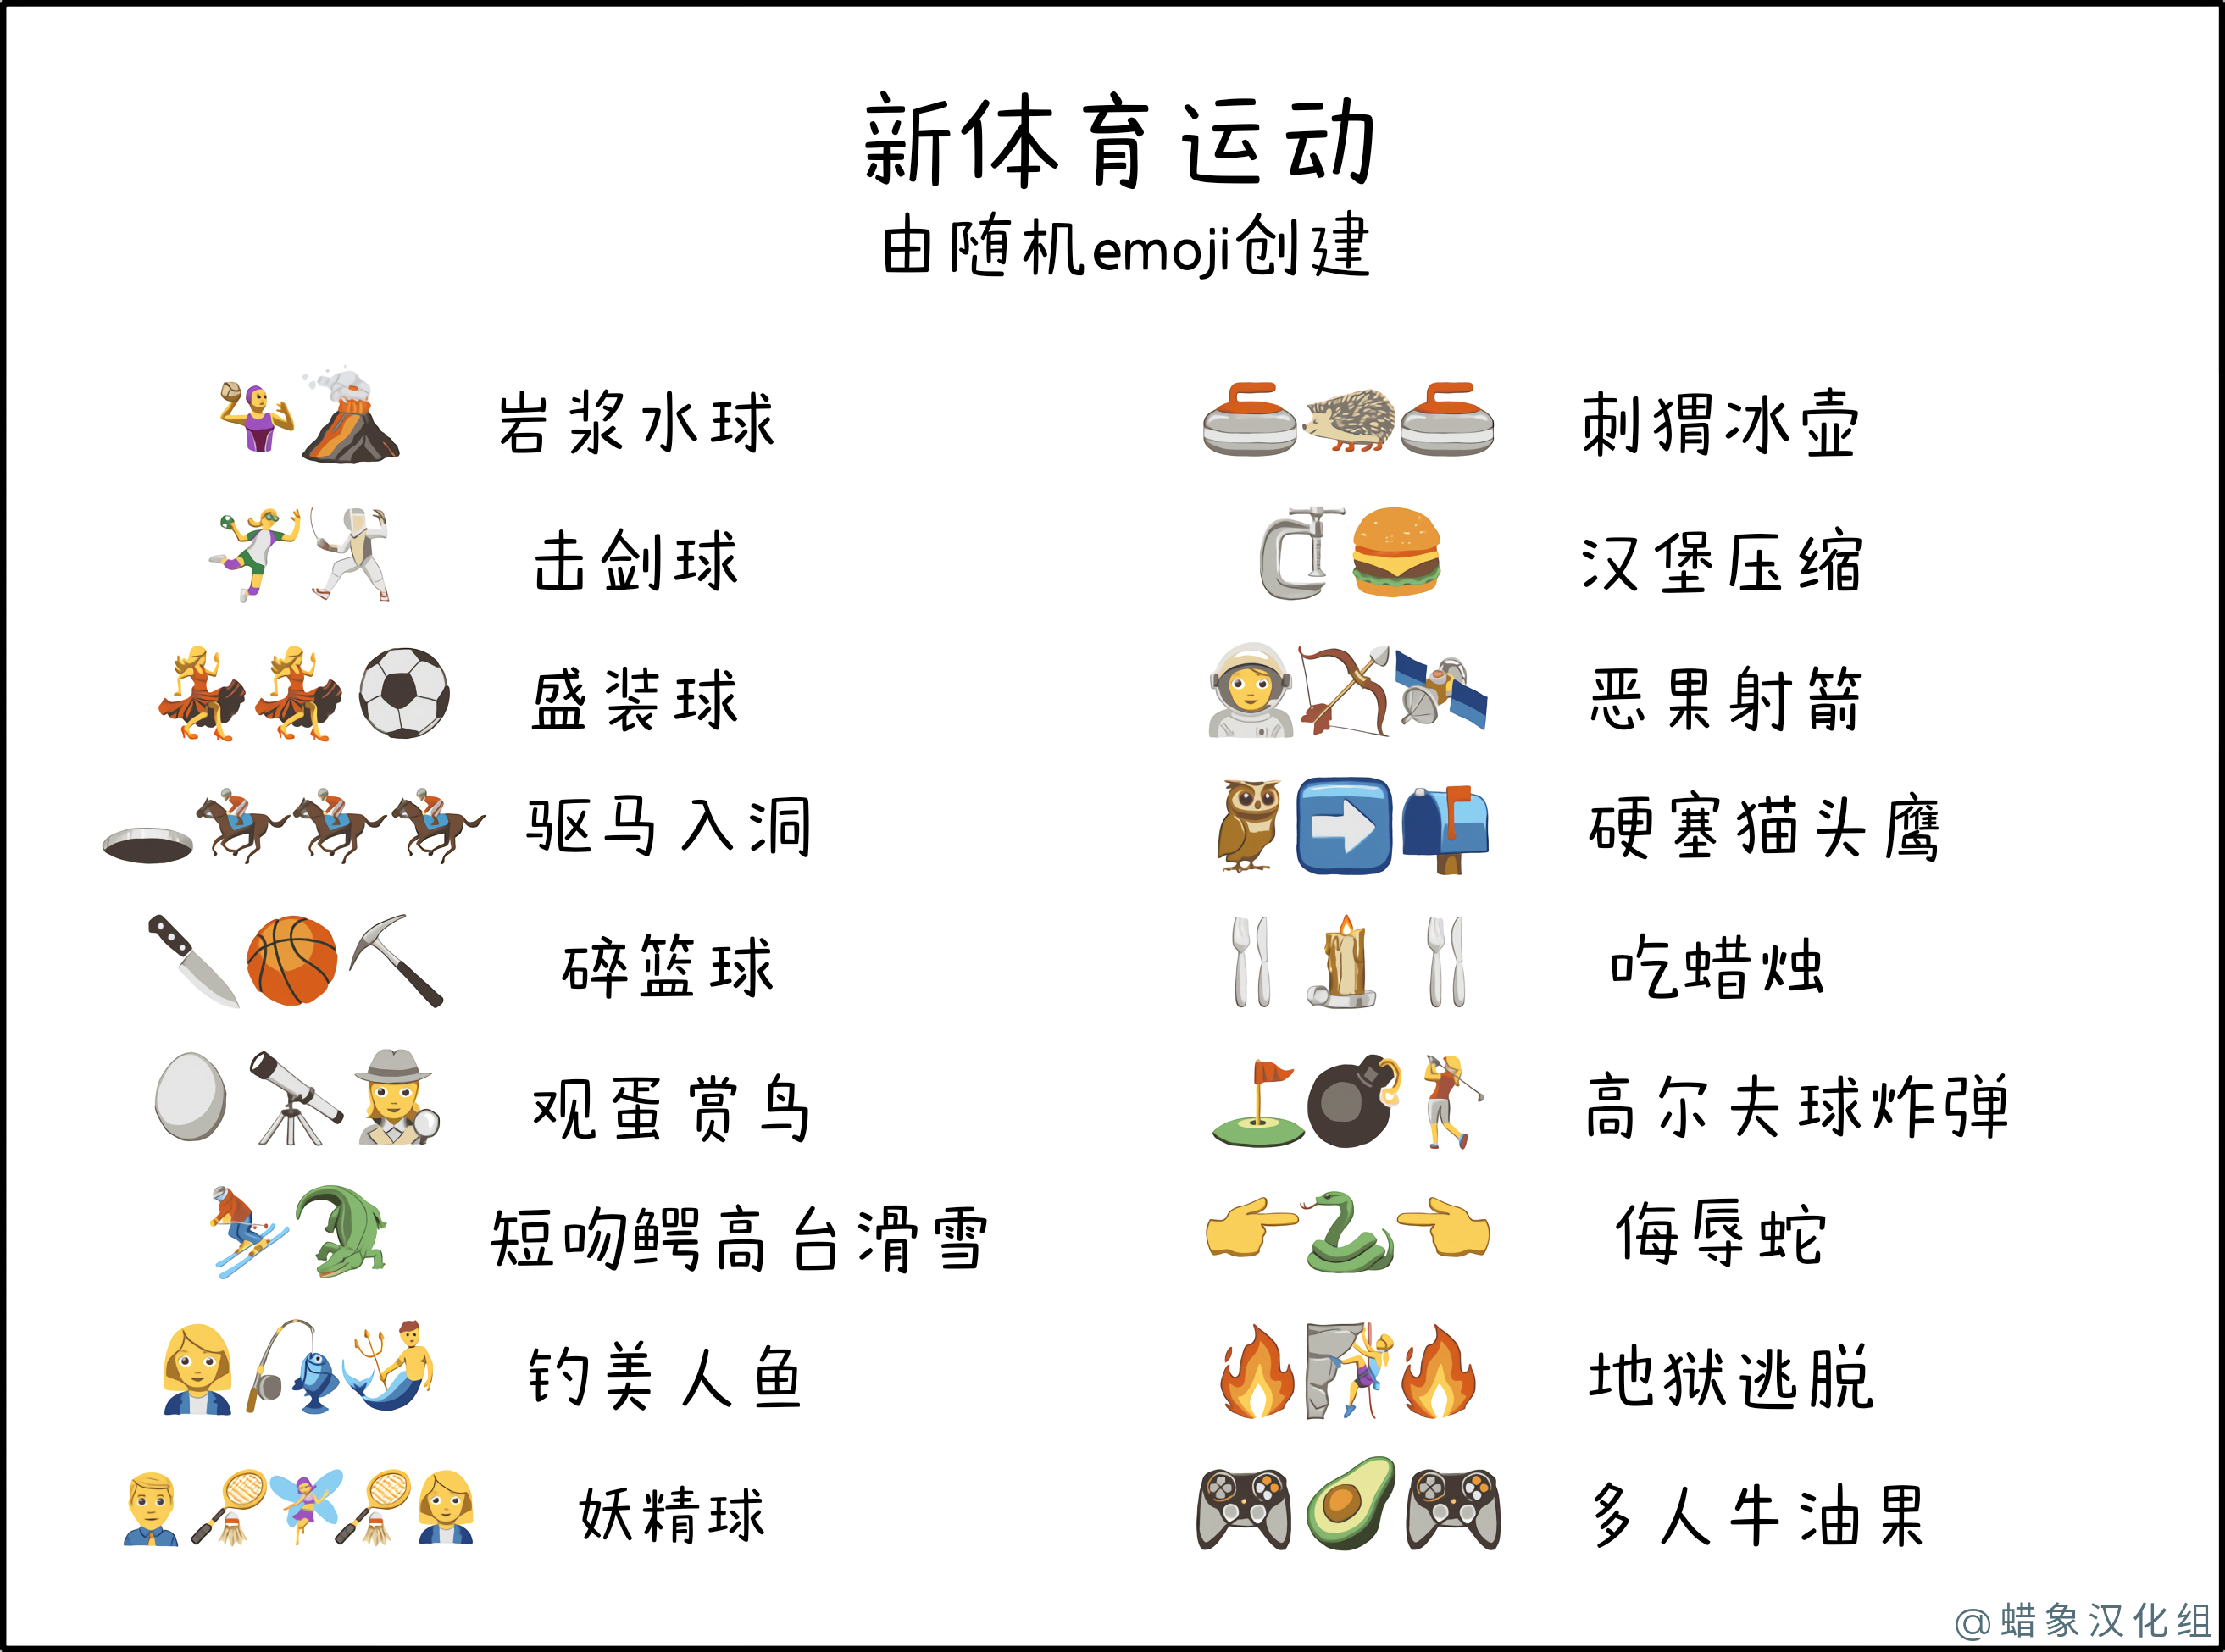 新体育运动
由随机emoji创建
岩浆水球
击剑球
盛装球
驱马入洞
碎篮球
观蛋赏鸟
短吻鳄高台滑雪
钓美人鱼
妖精球
刺猬冰壶
汉堡压缩
恶果射箭
硬塞猫头鹰
吃蜡烛
高尔夫球炸弹
侮辱蛇
地狱逃脱
多人牛油果
@蜡象汉化组